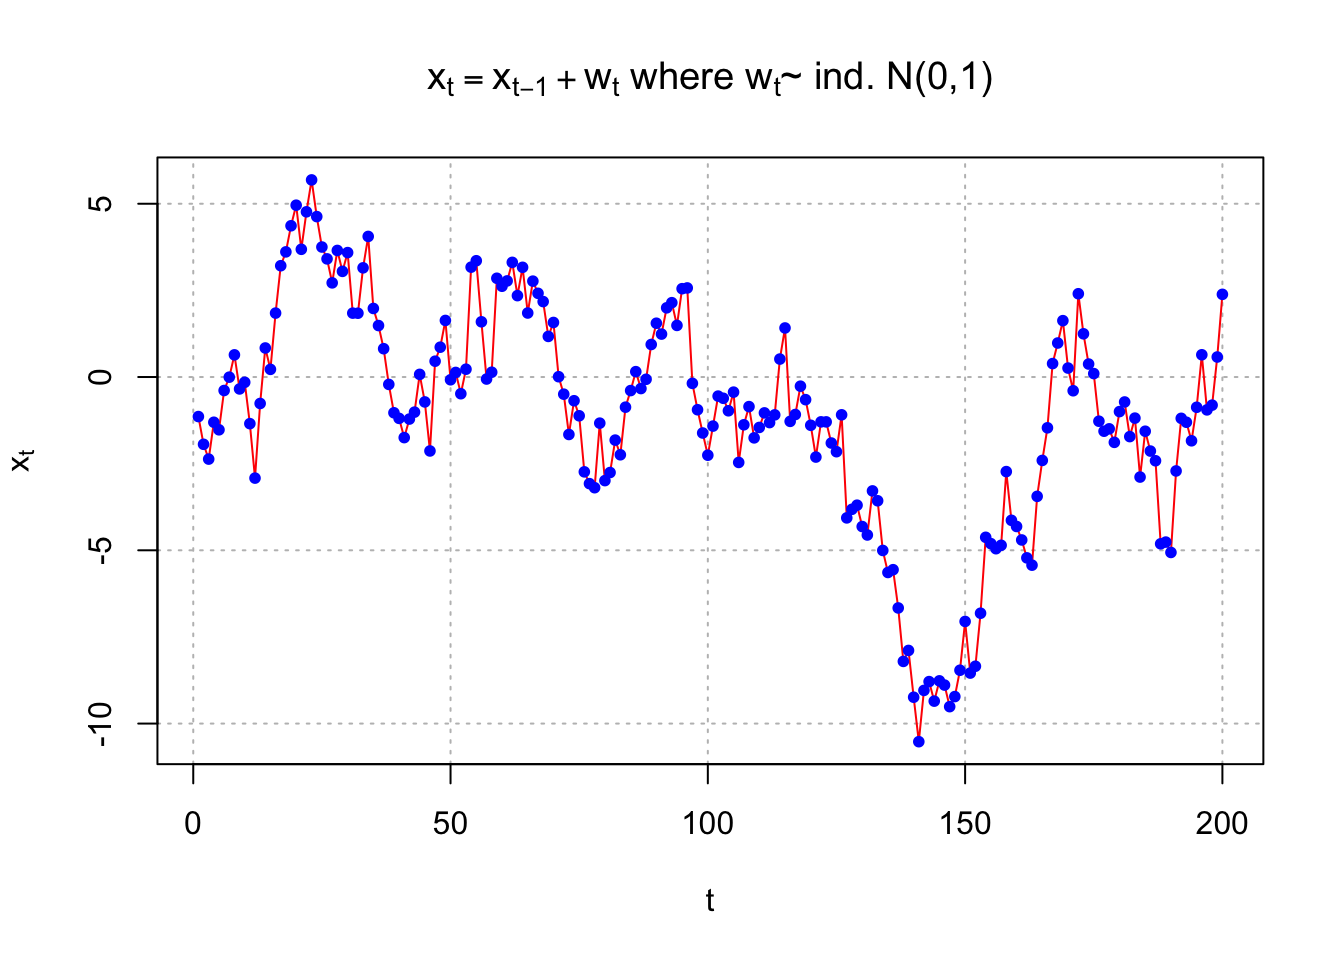 xₜ = xₜ₋₁ + wₜ where wₜ~ ind. N(0,1)
xₜ
5
0
-5
-10
0 50 100 150 200
t